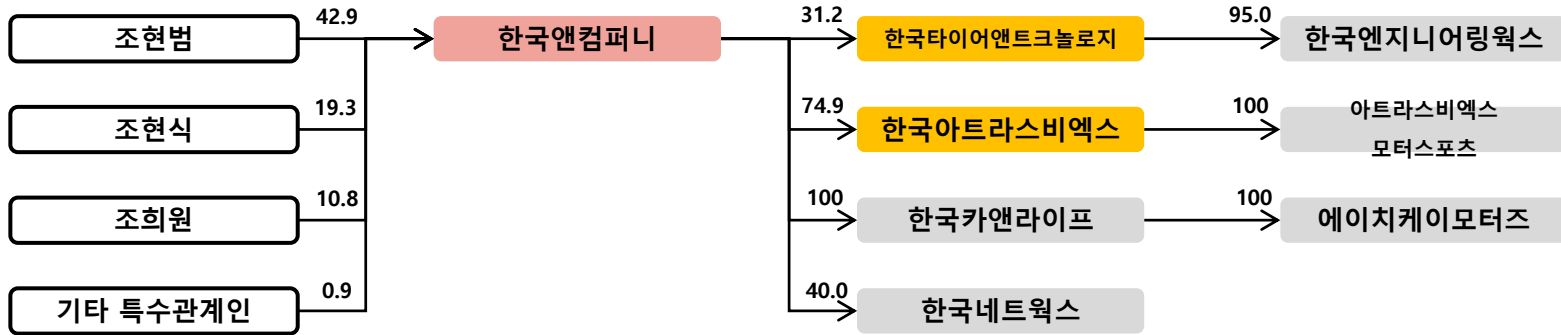 조현범
42.9
한국앤컴퍼니
31.2
한국타이어앤트크놀로지
95.0
한국엔지니어링웍스
조현식
19.3
74.9
한국아트라스비엑스
100
아트라스비엑스
모터스포츠
조희원
10.8
100
한국카앤라이프
100
에이치케이모터즈
기타 특수관계인
0.9
40.0
한국네트웍스